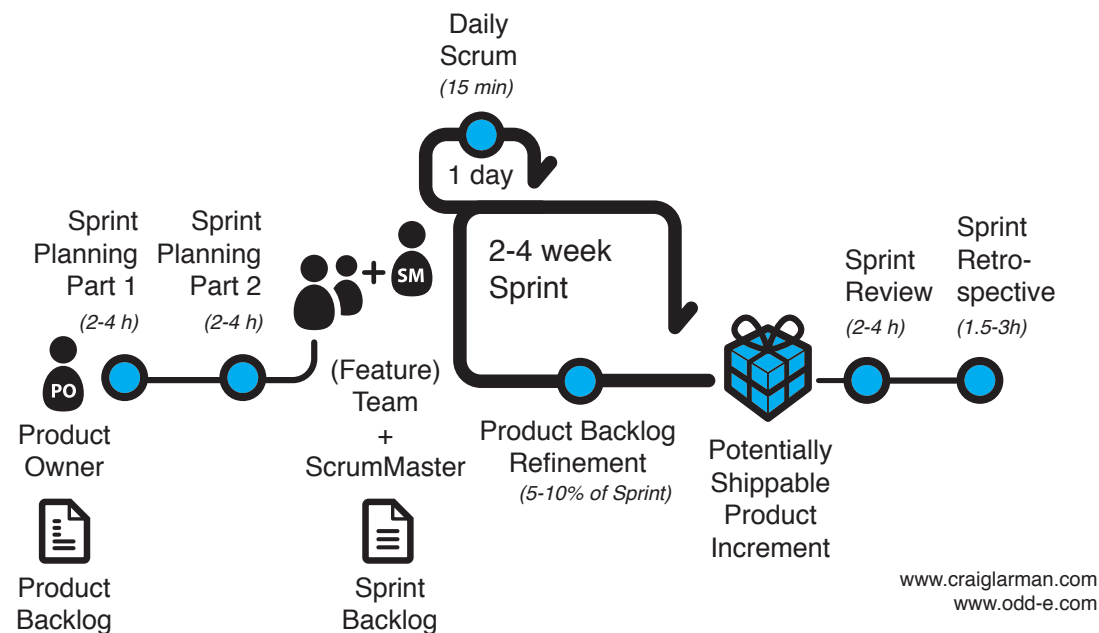 Daily
Scrum
(15 min)
1 day
Sprint
Planning
Part 1
(2-4 h)
Sprint
Planning
Part 2
(2-4 h)
+
SM
2-4 week
Sprint
Sprint
Review
(2-4 h)
Sprint
Retro-
spective
(1.5-3h)
PO
Product
Owner
Product
Backlog
(Feature)
Team
+
ScrumMaster
Sprint
Backlog
Product Backlog
Refinement
(5-10% of Sprint)
Potentially
Shippable
Product
Increment
www.craiglarman.com
www.odd-e.com